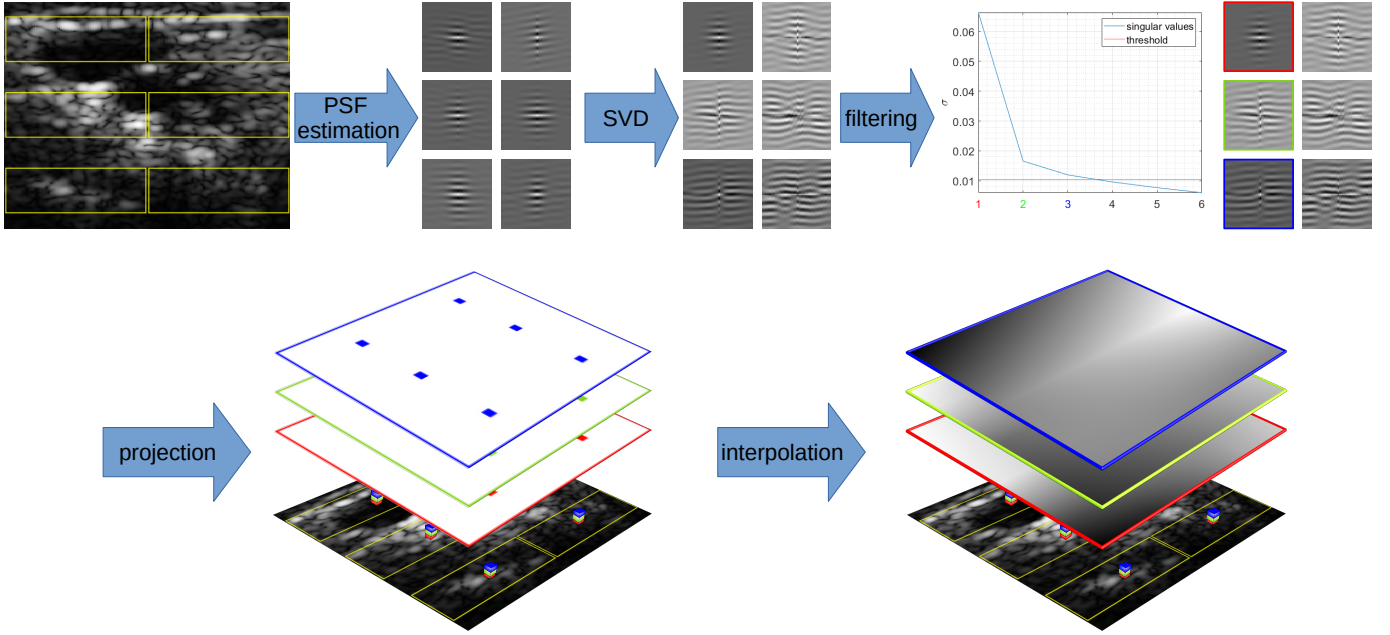 PSF
estimation
SVD
filtering
0.06
0.05
0.04
0.03
0.02
0.01
σ
singular values
threshold
1 2 3 4 5 6
projection
interpolation